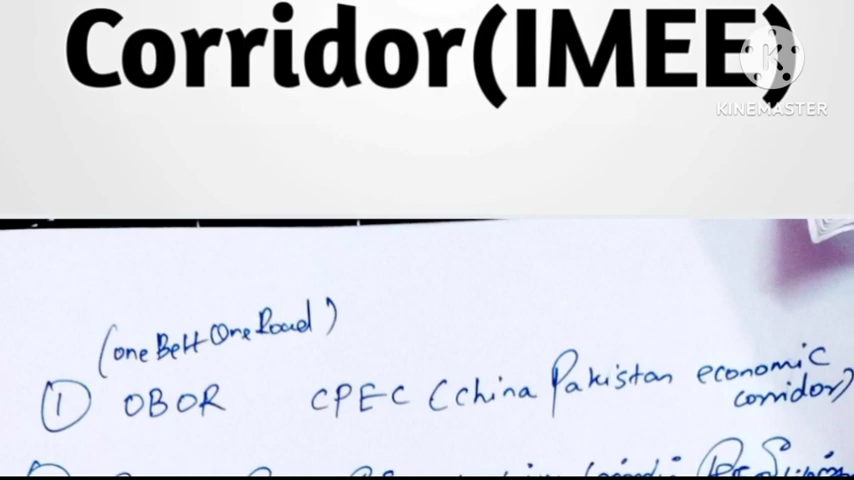 Corridor(IMEE)
KINEMASTER
(one Belt One Road)
① OBOR CPEC (China Pakistan economic
corridor)